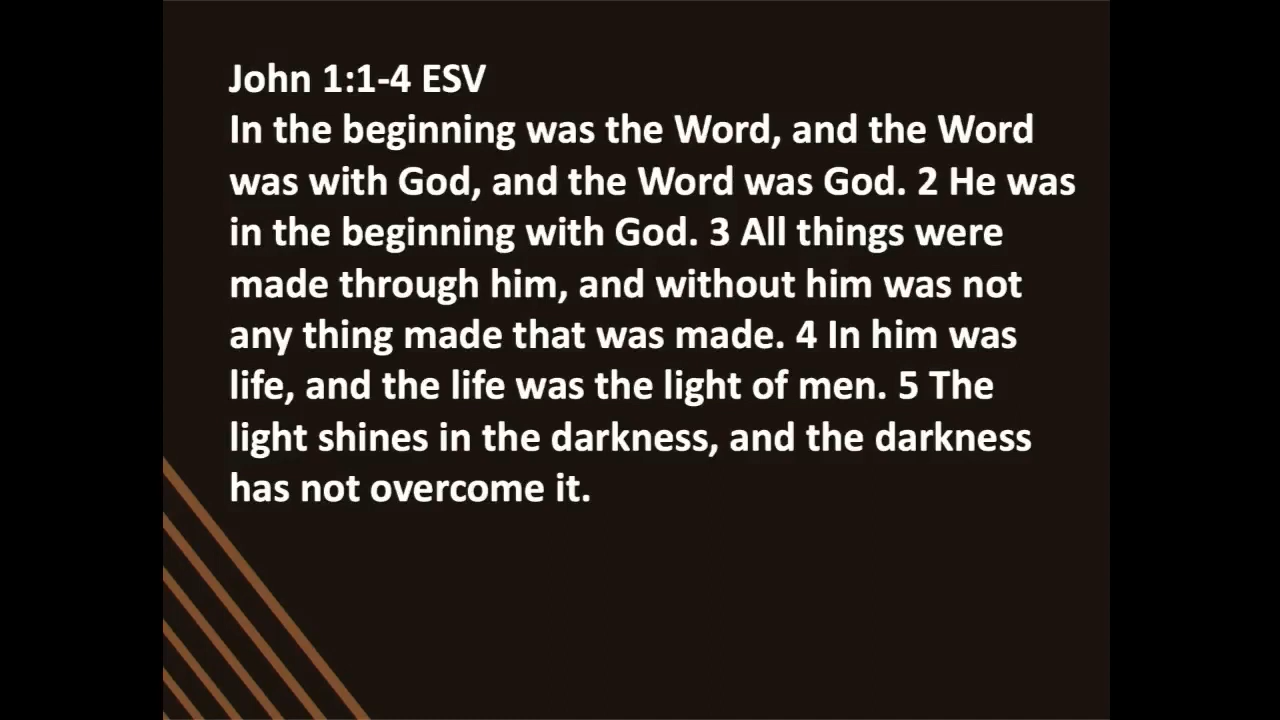 John 1:1-4 ESV
In the beginning was the Word, and the Word
was with God, and the Word was God. 2 He was
in the beginning with God. 3 All things were
made through him, and without him was not
any thing made that was made. 4 In him was
life, and the life was the light of men. 5 The
light shines in the darkness, and the darkness
has not overcome it.